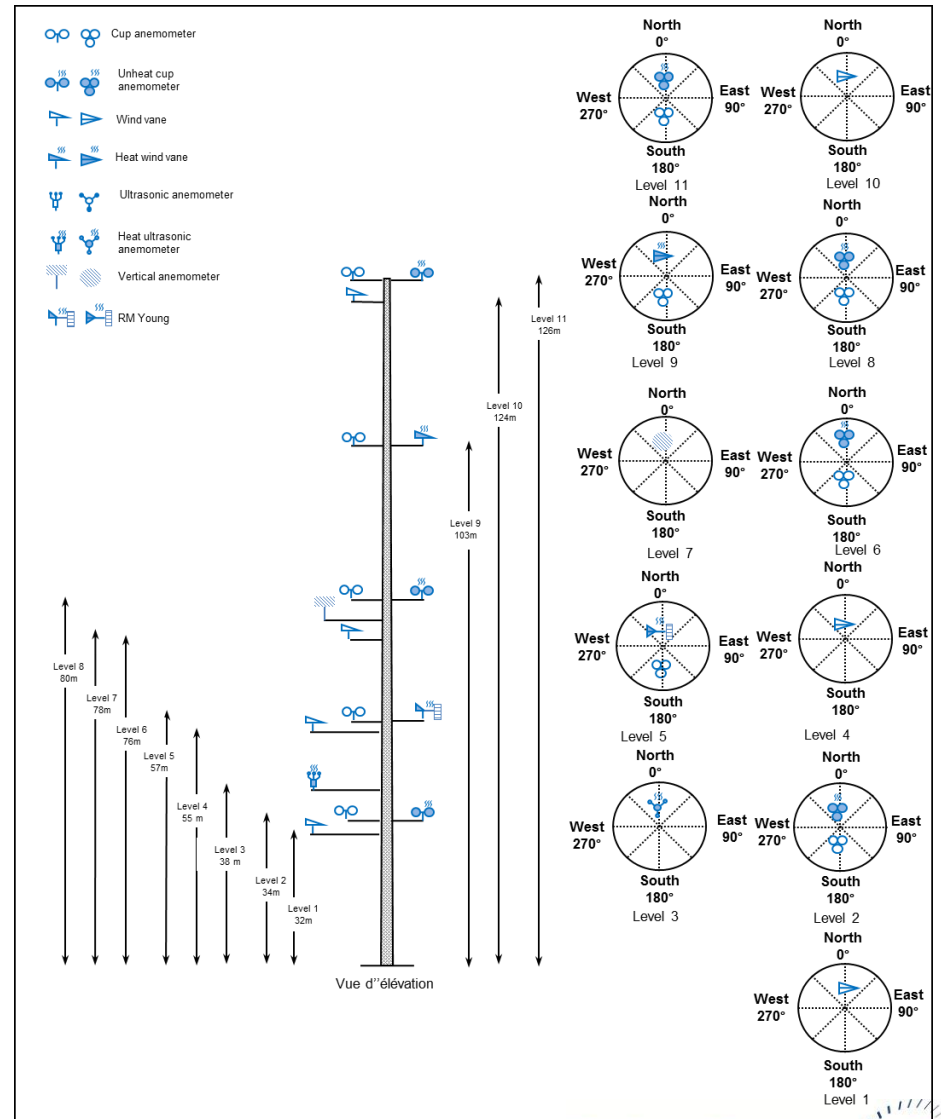 Cup anemometer
Unheat cup
anemometer
Wind vane
Heat wind vane
Ultrasonic anemometer
Heat ultrasonic
anemometer
Vertical anemometer
RM Young
Level 11
126m
Level 10
124m
Level 9
103m
Level 8
80m
Level 7
78m
Level 6
76m
Level 5
57m
Level 4
55 m
Level 3
38 m
Level 2
34m
Level 1
32m
Vue d''élévation
North
0°
West
270°
East
90°
South
180°
Level 11
North
0°
West
270°
East
90°
South
180°
Level 10
North
0°
West
270°
East
90°
South
180°
Level 9
North
0°
West
270°
East
90°
South
180°
Level 8
North
0°
West
270°
East
90°
South
180°
Level 7
North
0°
West
270°
East
90°
South
180°
Level 6
North
0°
West
270°
East
90°
South
180°
Level 5
North
0°
West
270°
East
90°
South
180°
Level 4
North
0°
West
270°
East
90°
South
180°
Level 3
North
0°
West
270°
East
90°
South
180°
Level 2
North
0°
West
270°
East
90°
South
180°
Level 1